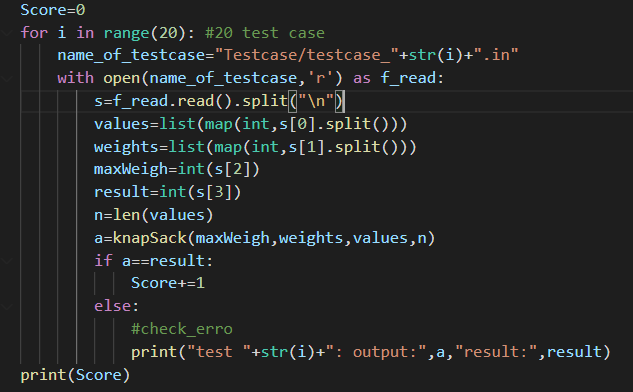 Score=0
for i in range(20): #20 test case
    name_of_testcase="Testcase/testcase_"+str(i)+".in"
    with open(name_of_testcase,'r') as f_read:
        s=f_read.read().split("\n")
        values=list(map(int,s[0].split()))
        weights=list(map(int,s[1].split()))
        maxWeigh=int(s[2])
        result=int(s[3])
        n=len(values)
        a=knapSack(maxWeigh,weights,values,n)
        if a==result:
            Score+=1
        else:
            #check_erro
            print("test "+str(i)+": output:",a,"result:",result)
print(Score)